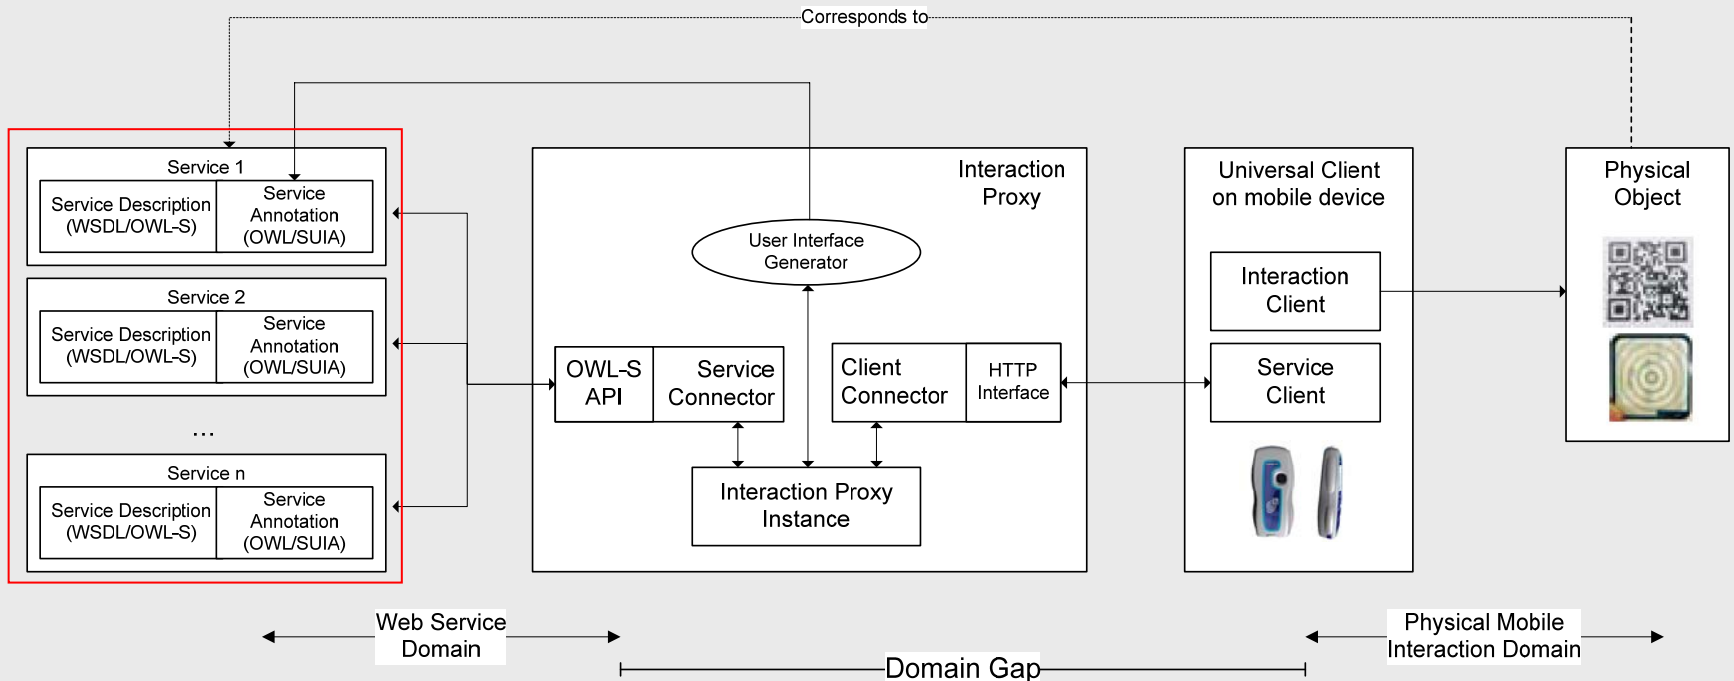 Corresponds to
Service 1
Service Description
(WSDL/OWL-S)
Service
Annotation
(OWL/SUIA)
Service 2
Service Description
(WSDL/OWL-S)
Service
Annotation
(OWL/SUIA)
...
Service n
Service Description
(WSDL/OWL-S)
Service
Annotation
(OWL/SUIA)
Interaction
Proxy
User Interface
Generator
OWL-S
API
Service
Connector
Client
Connector
HTTP
Interface
Interaction Proxy
Instance
Universal Client
on mobile device
Interaction
Client
Service
Client
Physical
Object
Web Service
Domain
Domain Gap
Physical Mobile
Interaction Domain